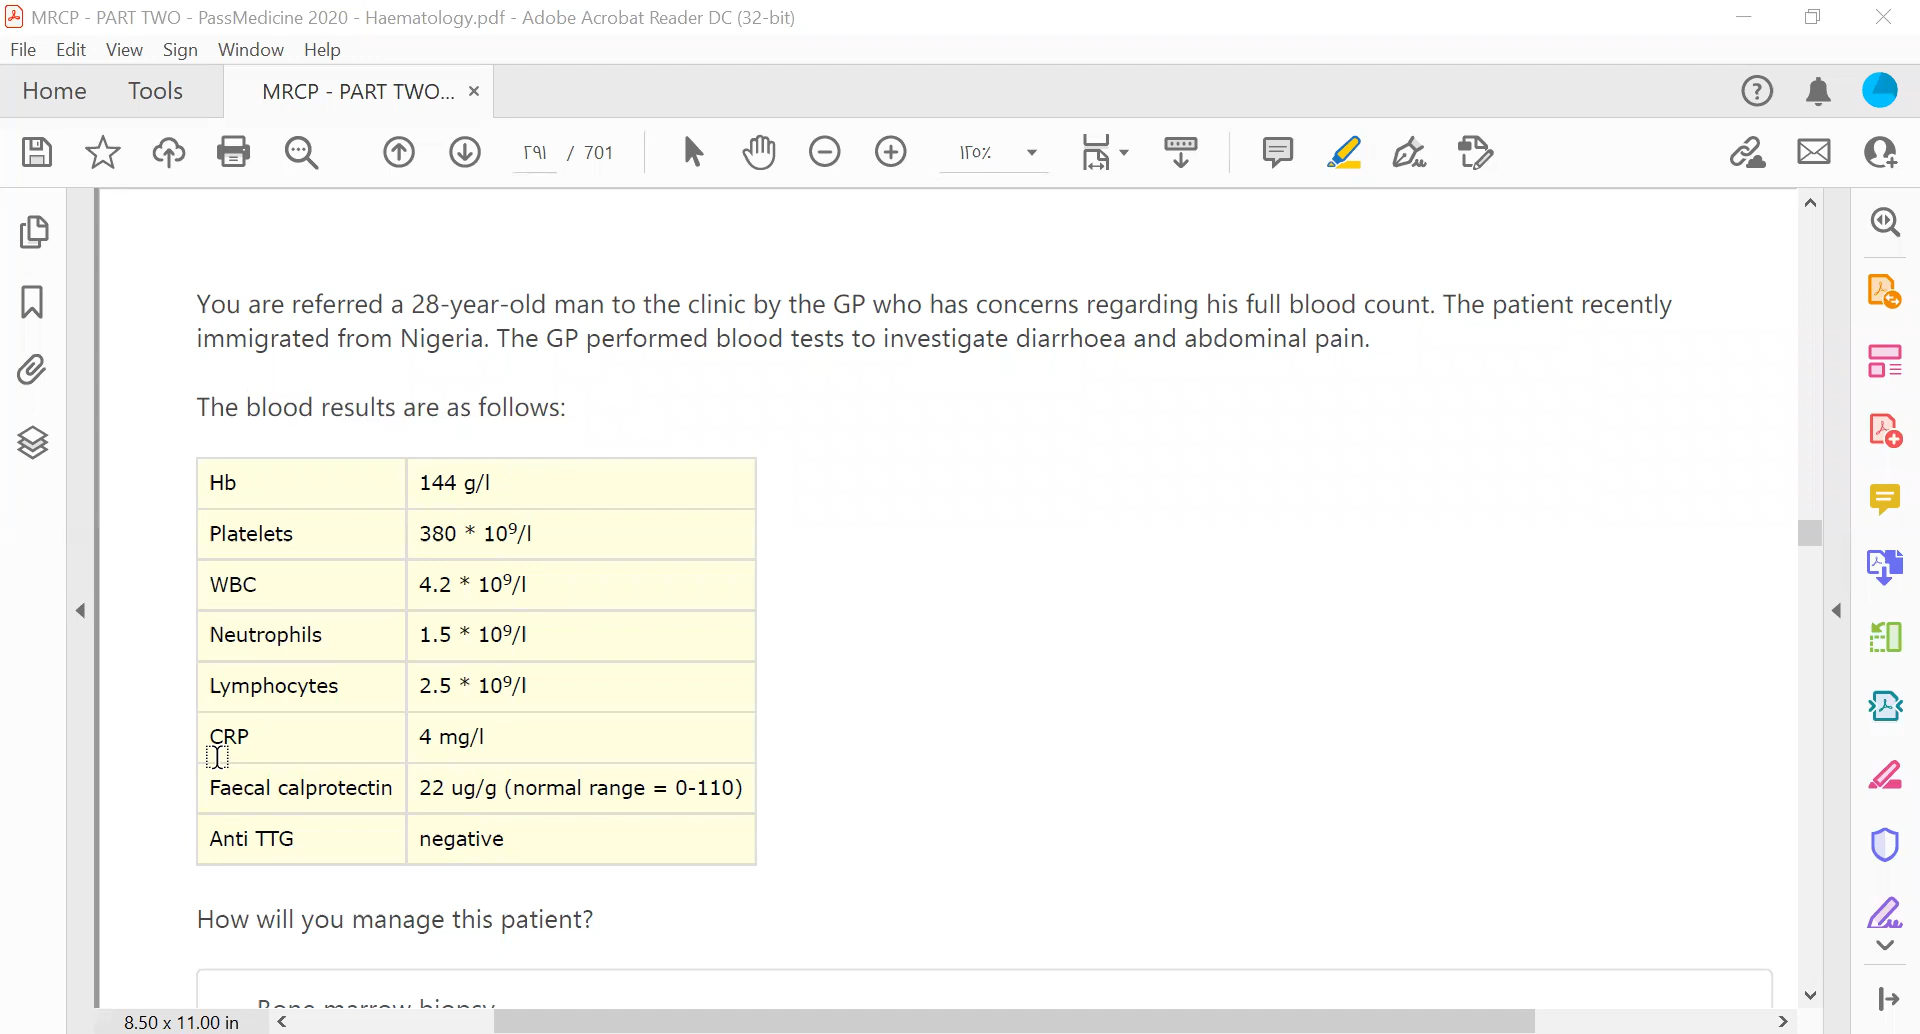 MRCP - PART TWO - PassMedicine 2020 - Haematology.pdf - Adobe Acrobat Reader DC (32-bit)
File Edit View Sign Window Help
Home Tools MRCP - PART TWO... ×
٢٩١ / 701 ١٢٥٪
You are referred a 28-year-old man to the clinic by the GP who has concerns regarding his full blood count. The patient recently
immigrated from Nigeria. The GP performed blood tests to investigate diarrhoea and abdominal pain.
The blood results are as follows:
Hb 144 g/l
Platelets 380 * 10⁹/l
WBC 4.2 * 10⁹/l
Neutrophils 1.5 * 10⁹/l
Lymphocytes 2.5 * 10⁹/l
CRP 4 mg/l
Faecal calprotectin 22 ug/g (normal range = 0-110)
Anti TTG negative
How will you manage this patient?
Bone marrow biopsy
8.50 x 11.00 in